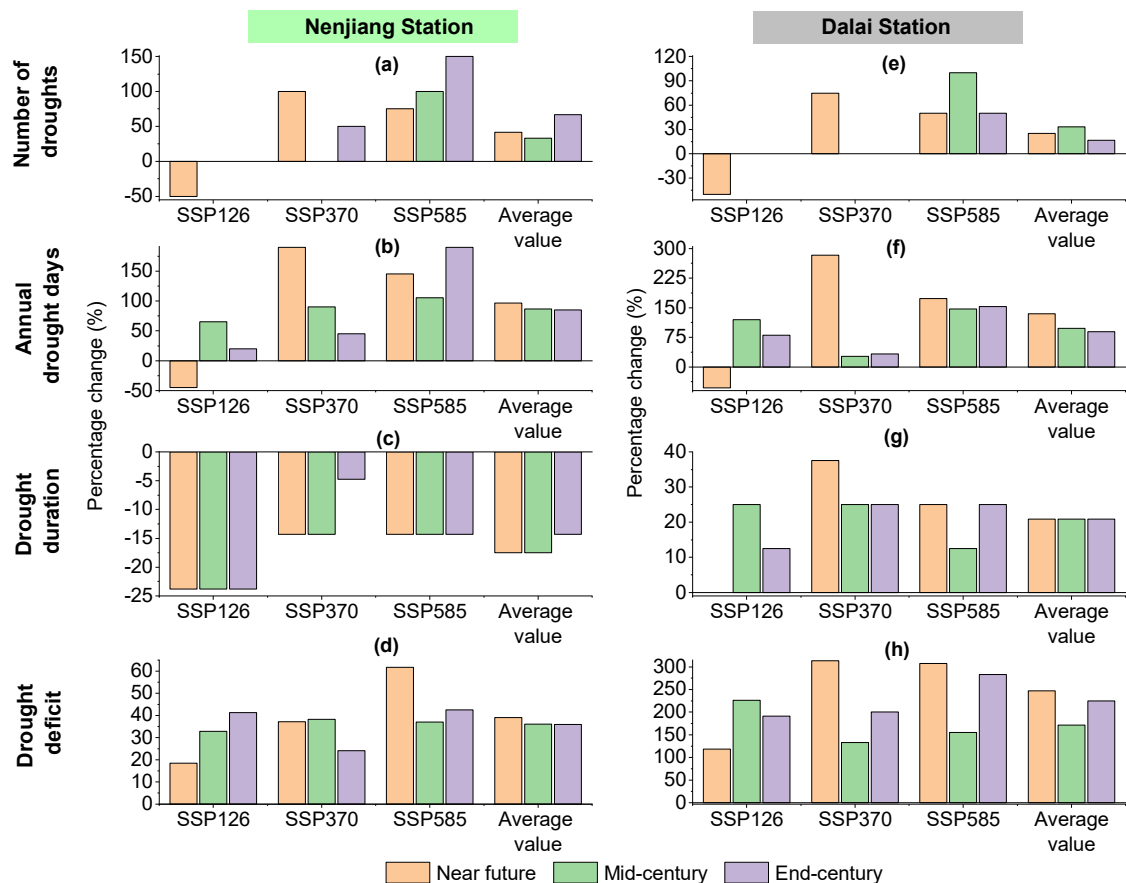 Nenjiang Station
Dalai Station
Number of
droughts
Annual
drought days
Drought
duration
Drought
deficit
Percentage change (%)
Percentage change (%)
(a)
150
100
50
0
-50
SSP126 SSP370 SSP585 Average
value
(e)
120
90
60
30
0
-30
SSP126 SSP370 SSP585 Average
value
(b)
150
100
50
0
-50
SSP126 SSP370 SSP585 Average
value
(f)
300
225
150
75
0
SSP126 SSP370 SSP585 Average
value
(c)
0
-5
-10
-15
-20
-25
SSP126 SSP370 SSP585 Average
value
(g)
40
30
20
10
0
SSP126 SSP370 SSP585 Average
value
(d)
60
50
40
30
20
10
0
SSP126 SSP370 SSP585 Average
value
(h)
300
250
200
150
100
50
0
SSP126 SSP370 SSP585 Average
value
Near future Mid-century End-century